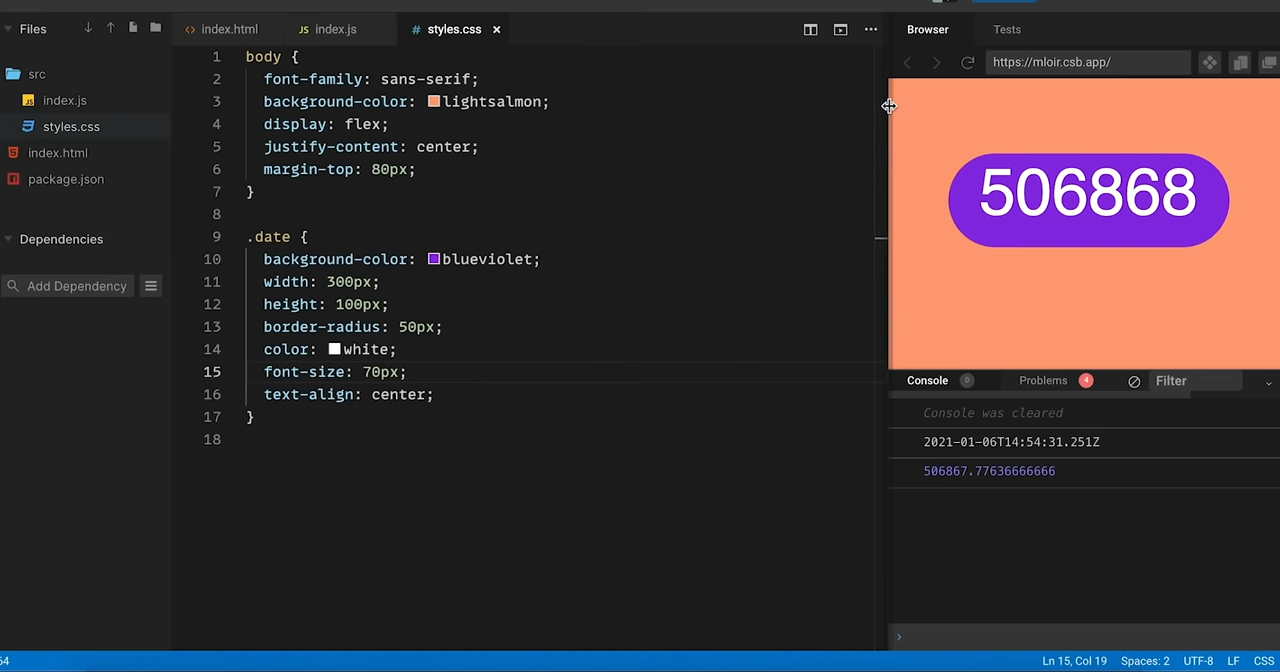 Files
index.html
JS index.js
# styles.css ×
src
index.js
styles.css
index.html
package.json
Dependencies
Add Dependency
1 body {
2 font-family: sans-serif;
3 background-color: lightsalmon;
4 display: flex;
5 justify-content: center;
6 margin-top: 80px;
7 }
8
9 .date {
10 background-color: blueviolet;
11 width: 300px;
12 height: 100px;
13 border-radius: 50px;
14 color: white;
15 font-size: 70px;
16 text-align: center;
17 }
18
Browser
Tests
https://mloir.csb.app/
506868
Console 0
Problems 4
Filter
Console was cleared
2021-01-06T14:54:31.251Z
506867.77636666666
64
Ln 15, Col 19
Spaces: 2
UTF-8
LF
CSS